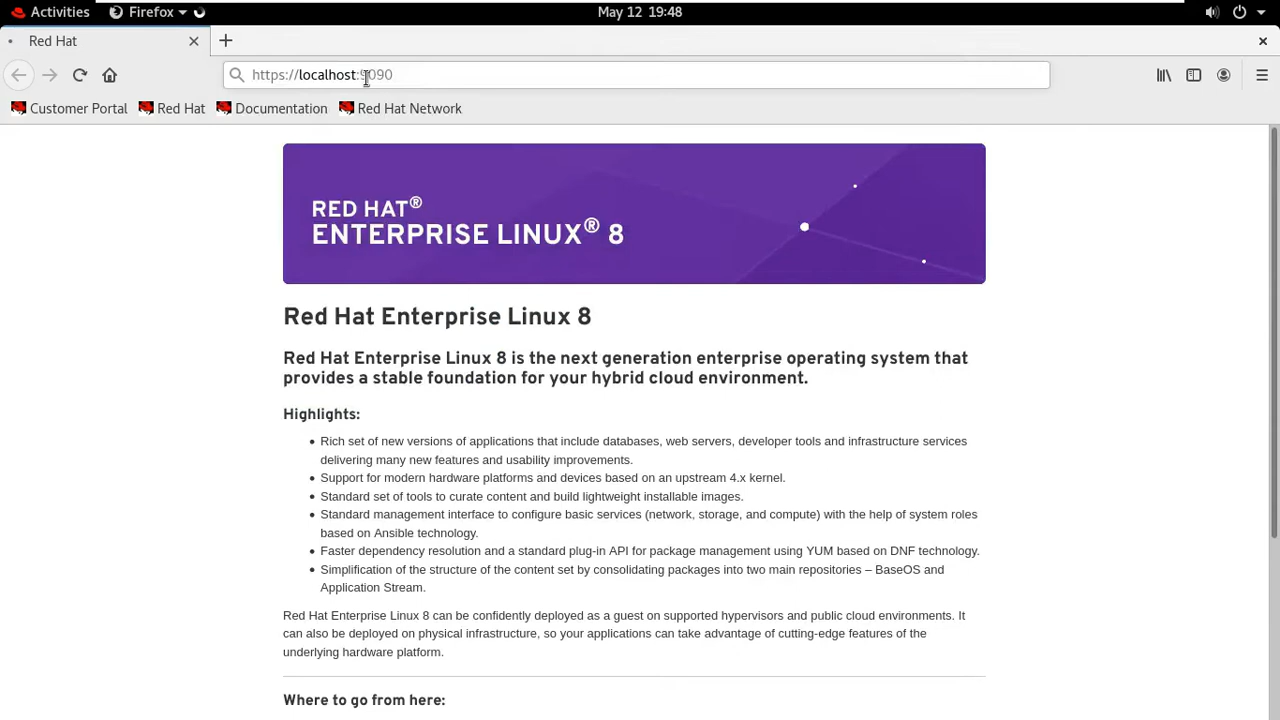 Activities Firefox May 12 19:48
Red Hat
https://localhost:9090
Customer Portal Red Hat Documentation Red Hat Network
RED HAT®
ENTERPRISE LINUX® 8
Red Hat Enterprise Linux 8
Red Hat Enterprise Linux 8 is the next generation enterprise operating system that
provides a stable foundation for your hybrid cloud environment.
Highlights:
Rich set of new versions of applications that include databases, web servers, developer tools and infrastructure services
delivering many new features and usability improvements.
Support for modern hardware platforms and devices based on an upstream 4.x kernel.
Standard set of tools to curate content and build lightweight installable images.
Standard management interface to configure basic services (network, storage, and compute) with the help of system roles
based on Ansible technology.
Faster dependency resolution and a standard plug-in API for package management using YUM based on DNF technology.
Simplification of the structure of the content set by consolidating packages into two main repositories – BaseOS and
Application Stream.
Red Hat Enterprise Linux 8 can be confidently deployed as a guest on supported hypervisors and public cloud environments. It
can also be deployed on physical infrastructure, so your applications can take advantage of cutting-edge features of the
underlying hardware platform.
Where to go from here: